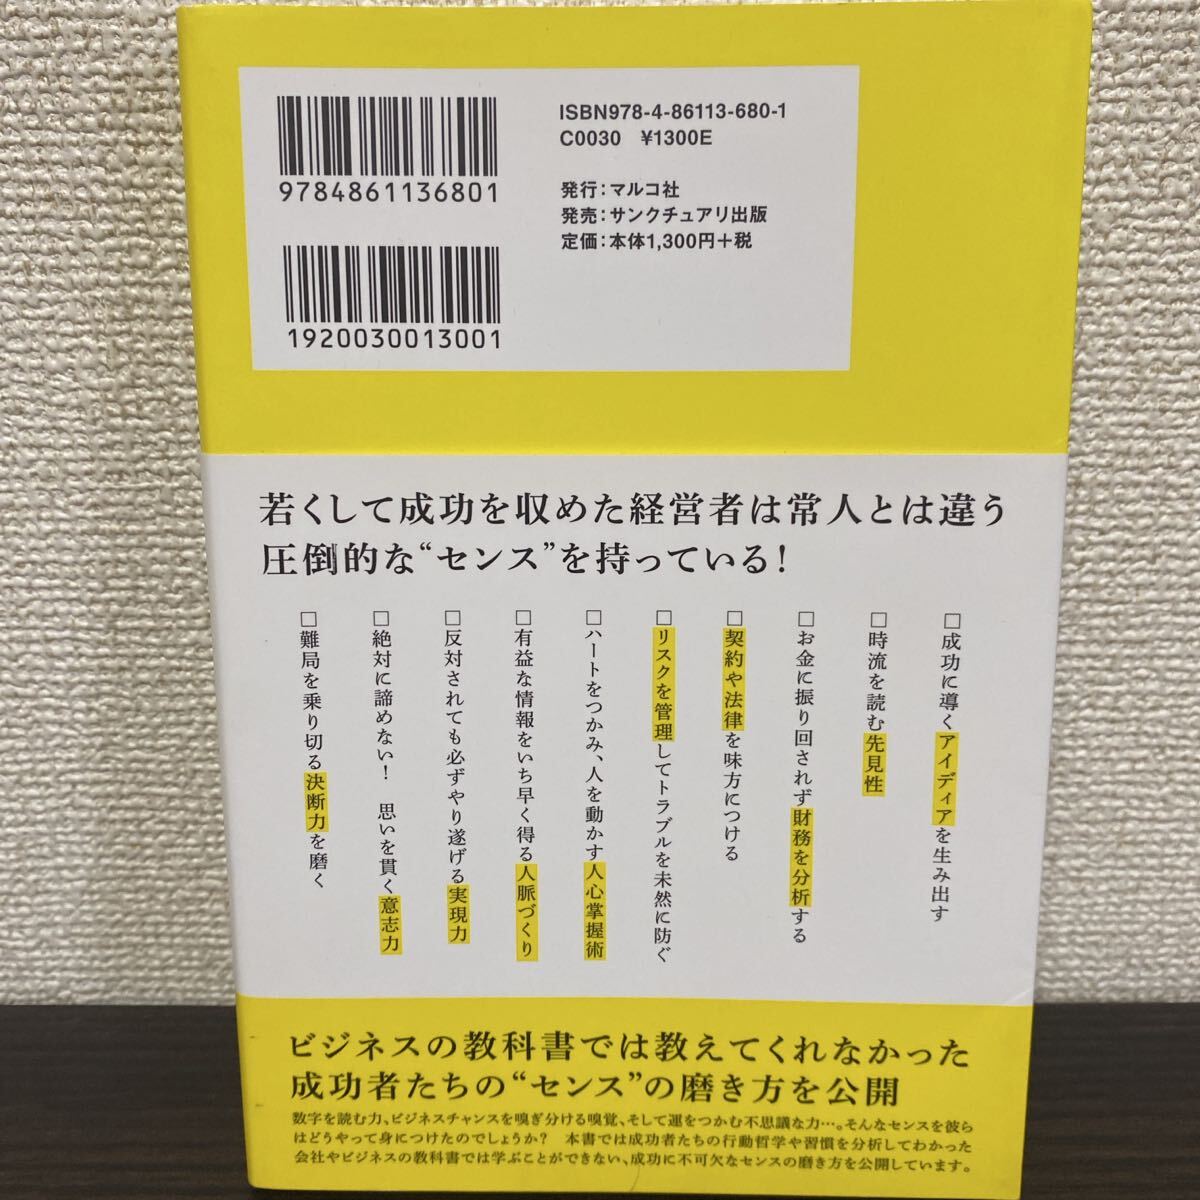 9784861136801
1920030013001
ISBN978-4-86113-680-1
C0030 ¥1300E
発行：マルコ社
発売：サンクチュアリ出版
定価：本体1,300円＋税
若くして成功を収めた経営者は常人とは違う
圧倒的な“センス”を持っている！
□成功に導くアイディアを生み出す
□時流を読む先見性
□お金に振り回されず財務を分析する
□契約や法律を味方につける
□リスクを管理してトラブルを未然に防ぐ
□ハートをつかみ、人を動かす人心掌握術
□有益な情報をいち早く得る人脈づくり
□反対されても必ずやり遂げる実現力
□絶対に諦めない！　思いを貫く意志力
□難局を乗り切る決断力を磨く
ビジネスの教科書では教えてくれなかった
成功者たちの“センス”の磨き方を公開
数字を読む力、ビジネスチャンスを嗅ぎ分ける嗅覚、そして運をつかむ不思議な力…。そんなセンスを彼ら
はどうやって身につけたのでしょうか？　本書では成功者たちの行動哲学や習慣を分析してわかった
会社やビジネスの教科書では学ぶことができない、成功に不可欠なセンスの磨き方を公開しています。